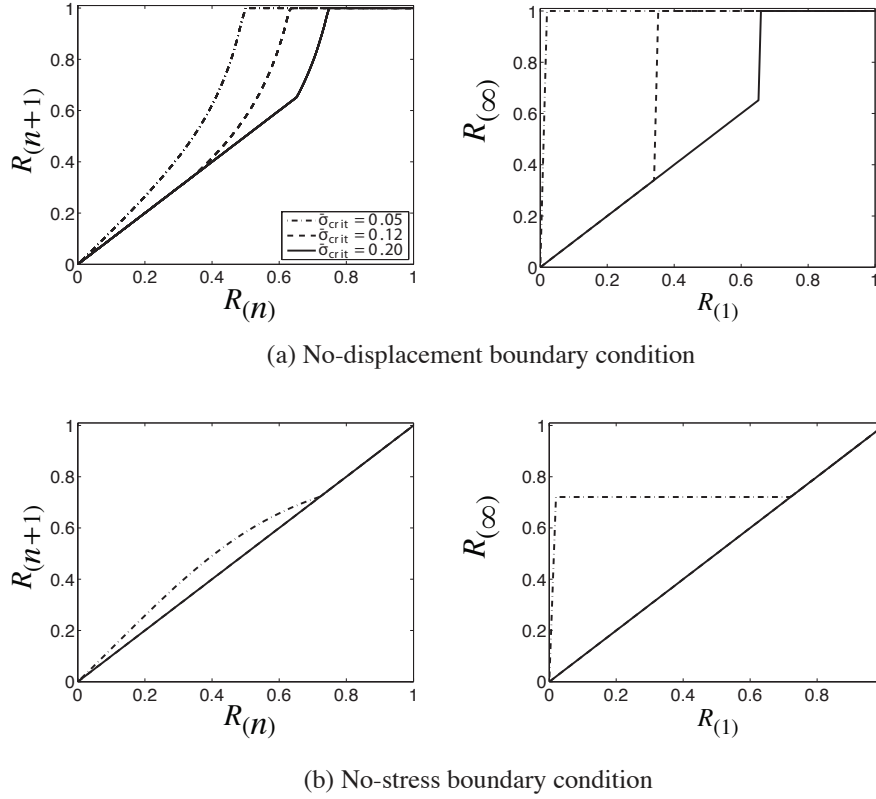 1
0.8
0.6
0.4
0.2
0
0 0.2 0.4 0.6 0.8 1
R(n+1)
R(n)
σ̄crit = 0.05
σ̄crit = 0.12
σ̄crit = 0.20
1
0.8
0.6
0.4
0.2
0
0 0.2 0.4 0.6 0.8 1
R(∞)
R(1)
(a) No-displacement boundary condition
1
0.8
0.6
0.4
0.2
0
0 0.2 0.4 0.6 0.8 1
R(n+1)
R(n)
1
0.8
0.6
0.4
0.2
0
0 0.2 0.4 0.6 0.8
R(∞)
R(1)
(b) No-stress boundary condition